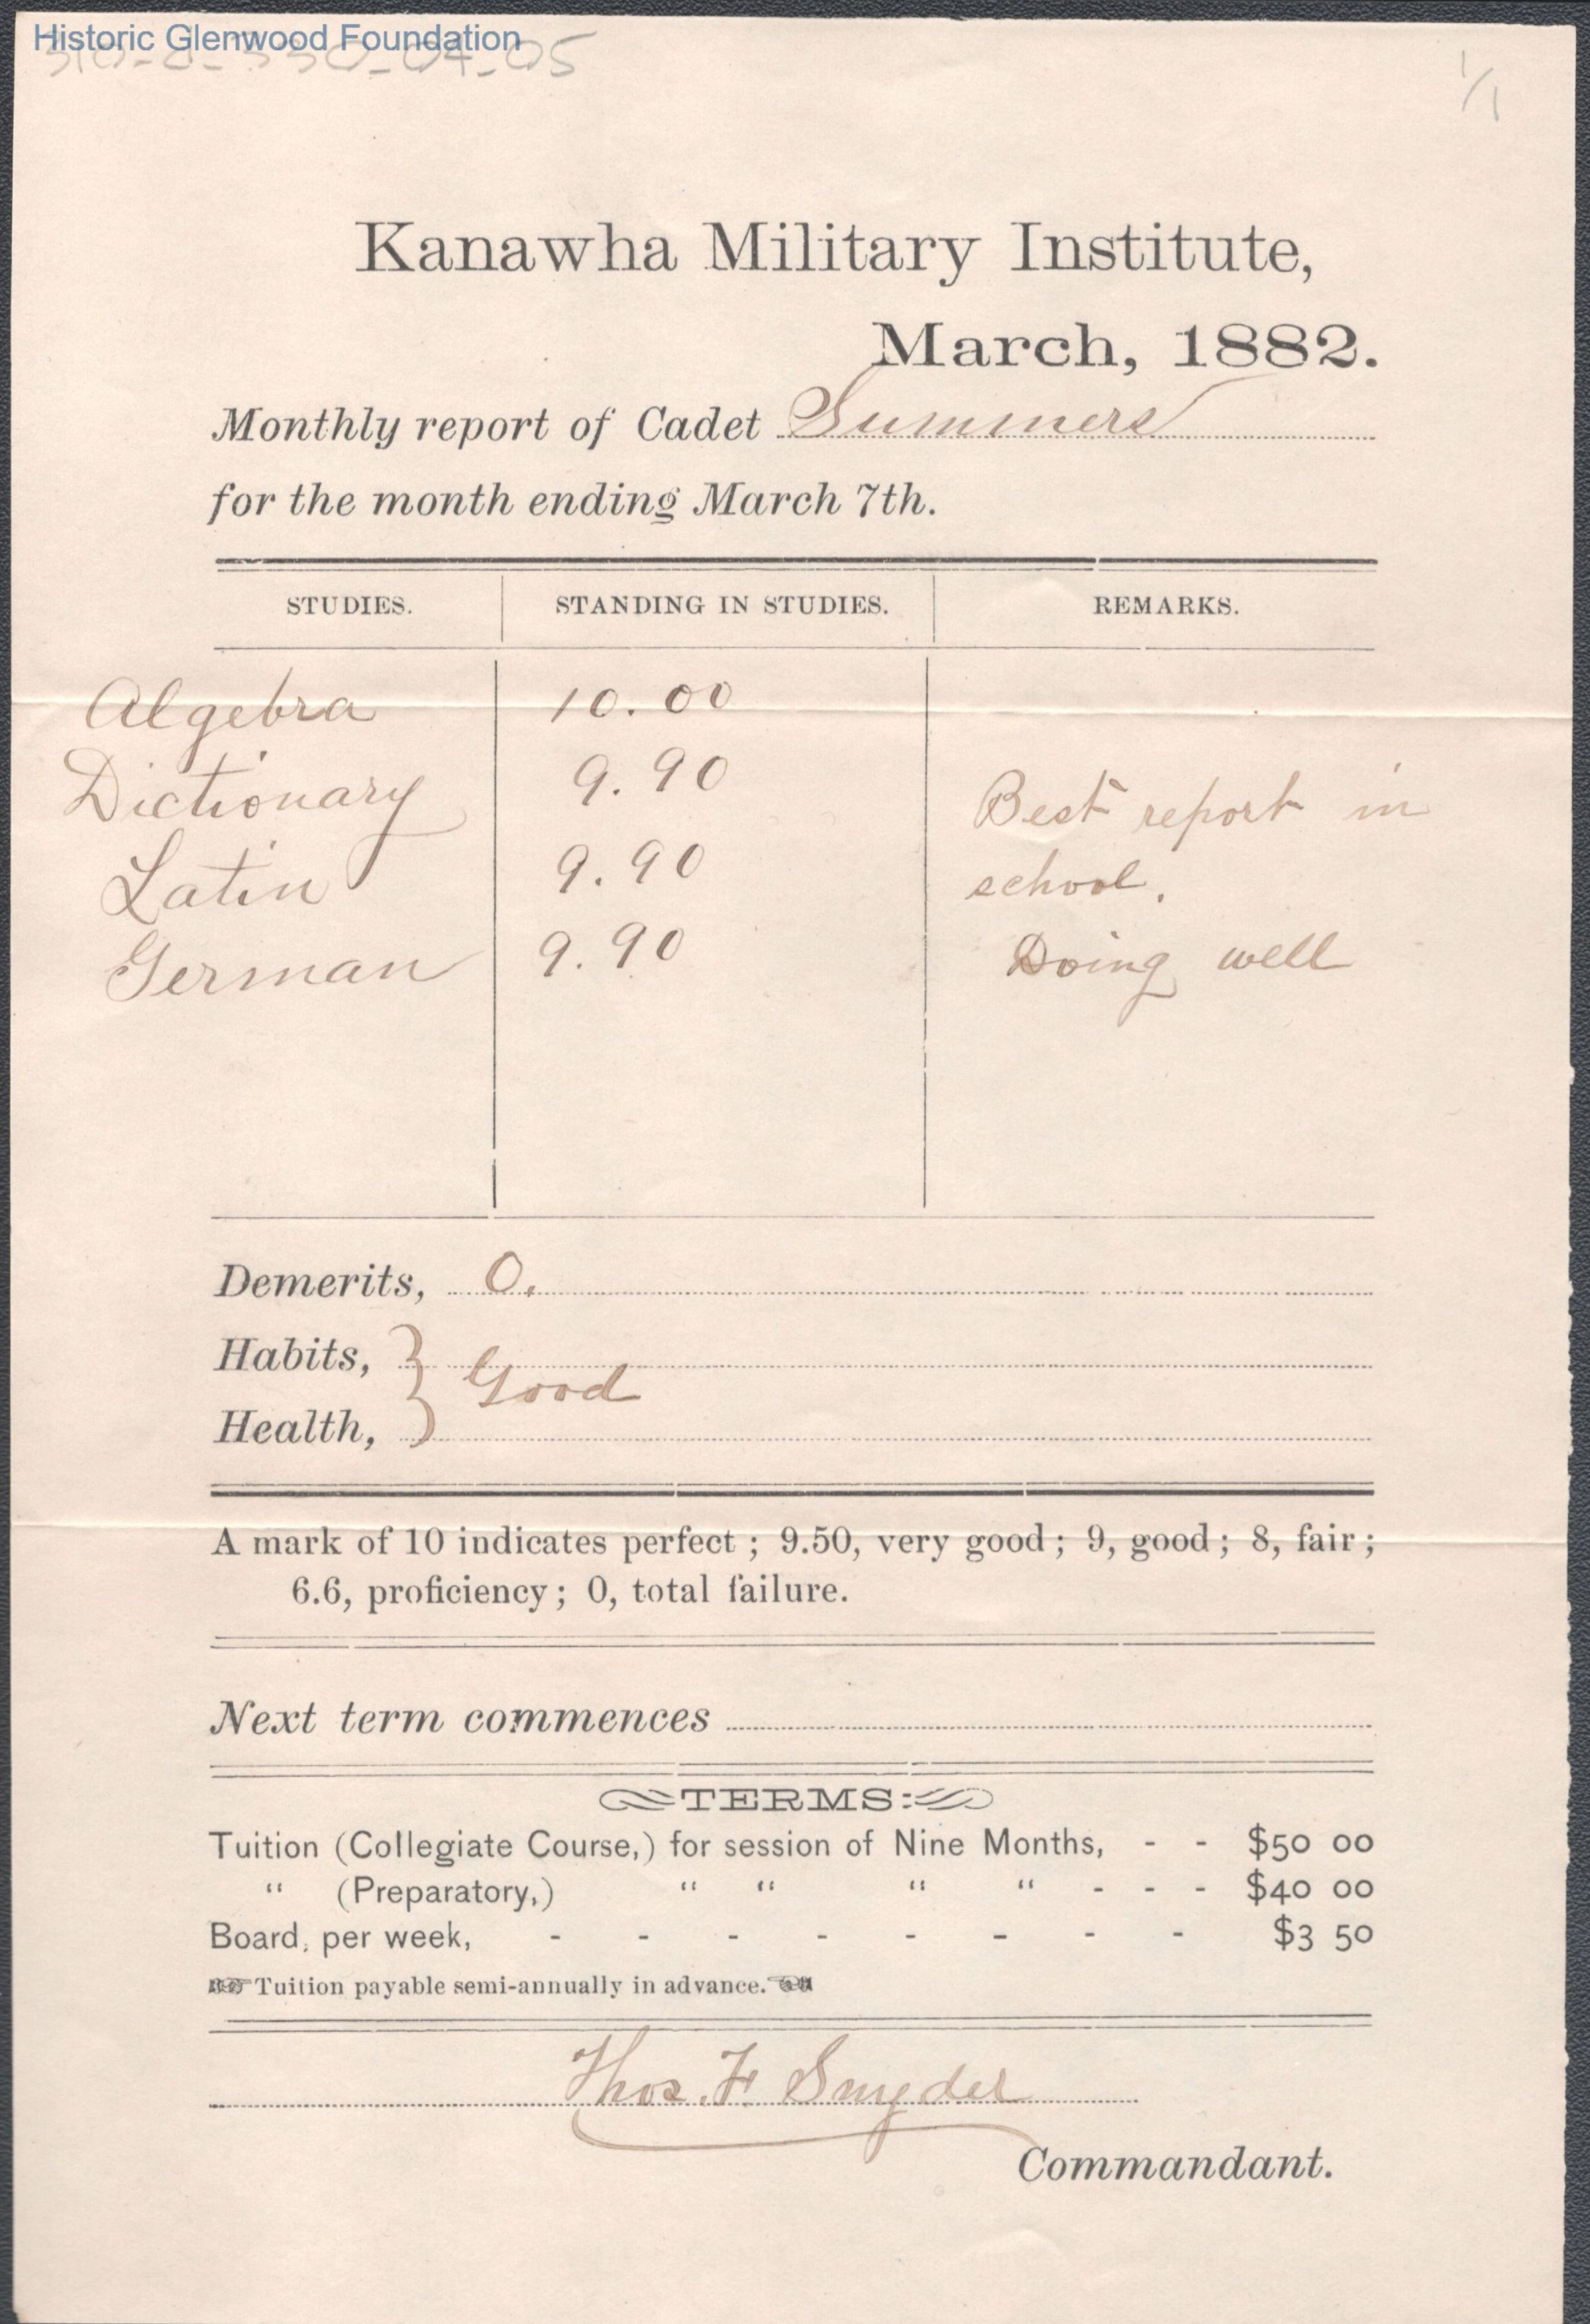 Historic Glenwood Foundation
1/1
Kanawha Military Institute,
March, 1882.
Monthly report of Cadet Summers
for the month ending March 7th.
STUDIES. STANDING IN STUDIES. REMARKS.
Algebra 10.00
Dictionary 9.90 Best report in
Latin 9.90 school.
German 9.90 Doing well
Demerits, 0.
Habits, } Good
Health,
A mark of 10 indicates perfect; 9.50, very good; 9, good; 8, fair;
6.6, proficiency; 0, total failure.
Next term commences
TERMS:
Tuition (Collegiate Course,) for session of Nine Months, - - $50 00
" (Preparatory,) " " " " - - - $40 00
Board, per week, - - - - - - - - $3 50
☞ Tuition payable semi-annually in advance. ☜
Thos. F. Snyder
Commandant.